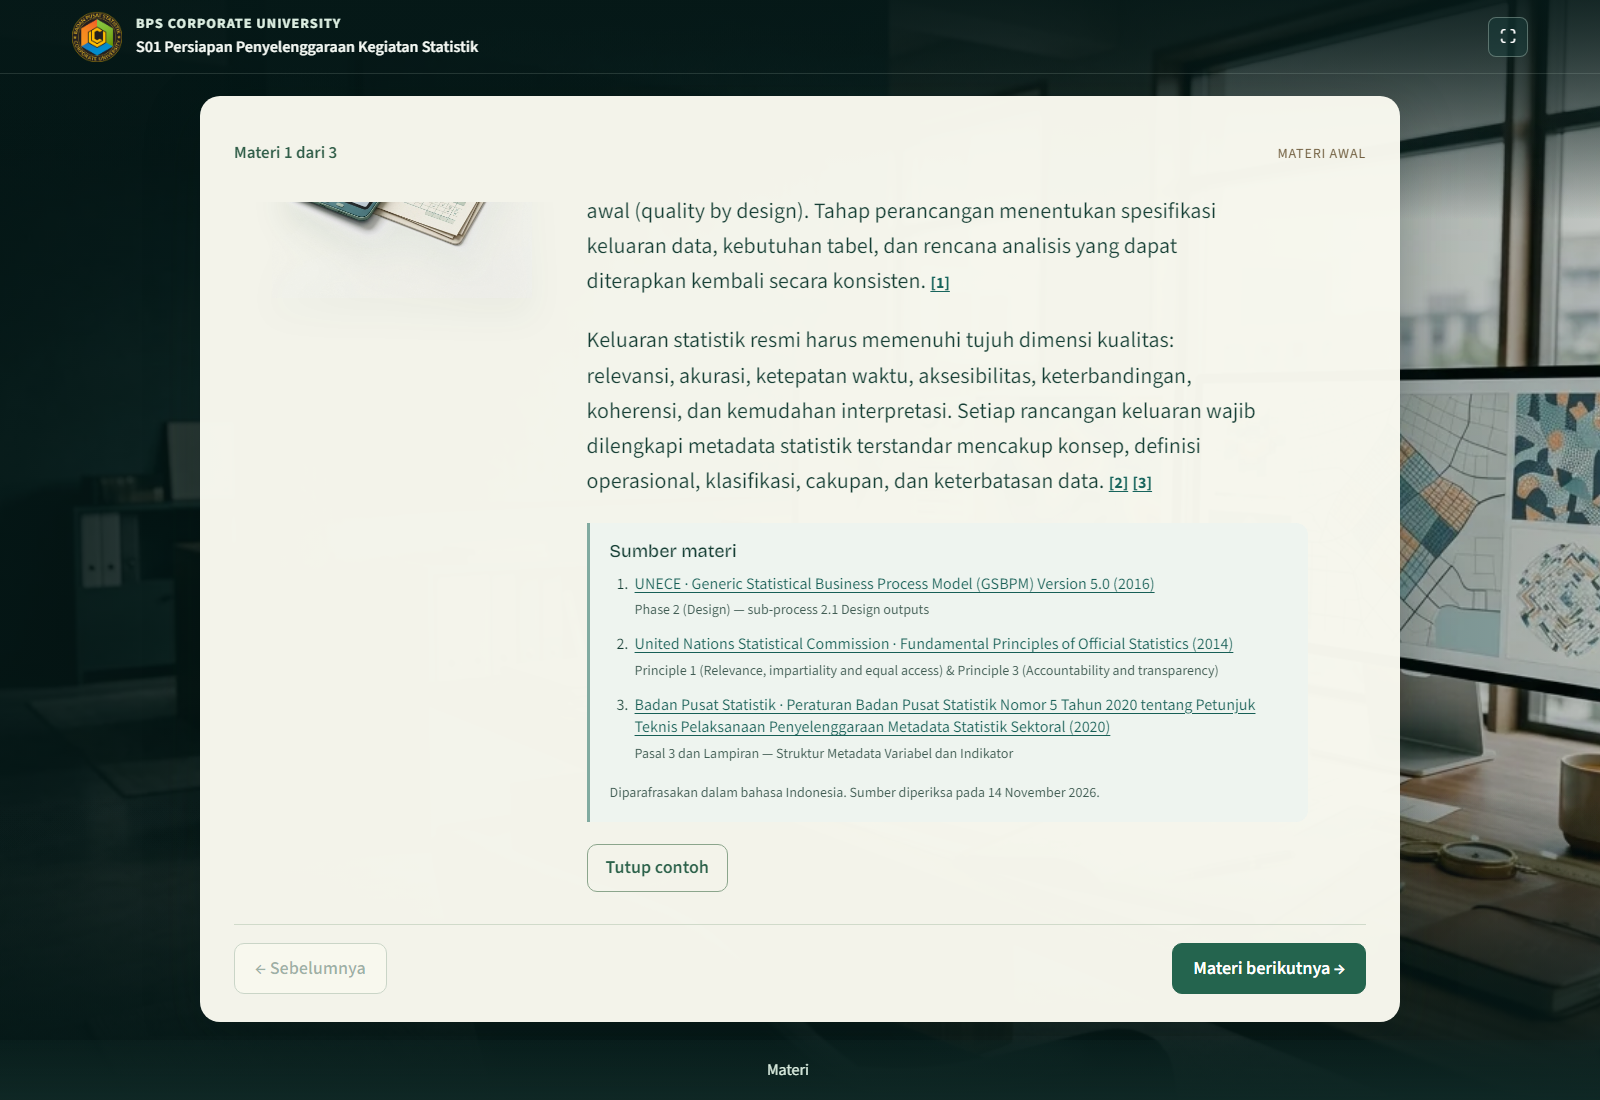 BPS CORPORATE UNIVERSITY
S01 Persiapan Penyelenggaraan Kegiatan Statistik
Materi 1 dari 3
MATERI AWAL
awal (quality by design). Tahap perancangan menentukan spesifikasi
keluaran data, kebutuhan tabel, dan rencana analisis yang dapat
diterapkan kembali secara konsisten. [1]
Keluaran statistik resmi harus memenuhi tujuh dimensi kualitas:
relevansi, akurasi, ketepatan waktu, aksesibilitas, keterbandingan,
koherensi, dan kemudahan interpretasi. Setiap rancangan keluaran wajib
dilengkapi metadata statistik terstandar mencakup konsep, definisi
operasional, klasifikasi, cakupan, dan keterbatasan data. [2] [3]
Sumber materi
1. UNECE · Generic Statistical Business Process Model (GSBPM) Version 5.0 (2016)
Phase 2 (Design) — sub-process 2.1 Design outputs
2. United Nations Statistical Commission · Fundamental Principles of Official Statistics (2014)
Principle 1 (Relevance, impartiality and equal access) & Principle 3 (Accountability and transparency)
3. Badan Pusat Statistik · Peraturan Badan Pusat Statistik Nomor 5 Tahun 2020 tentang Petunjuk
Teknis Pelaksanaan Penyelenggaraan Metadata Statistik Sektoral (2020)
Pasal 3 dan Lampiran — Struktur Metadata Variabel dan Indikator
Diparafrasakan dalam bahasa Indonesia. Sumber diperiksa pada 14 November 2026.
Tutup contoh
← Sebelumnya
Materi berikutnya →
Materi